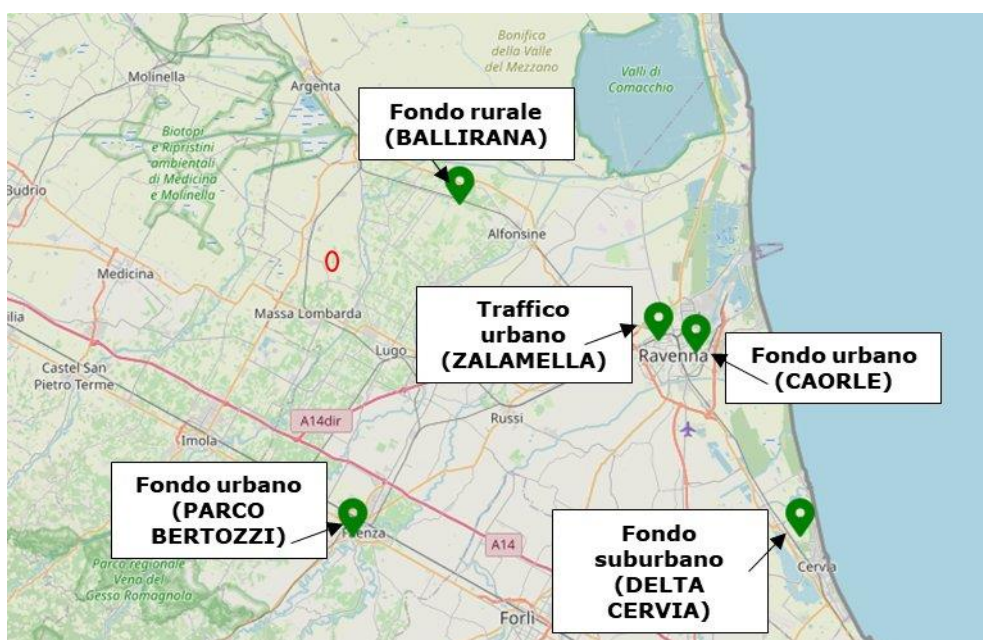 Bonifica
della Valle
del Mezzano
Molinella
Argenta
Valli di
Comacchio
Fondo rurale
(BALLIRANA)
Biotopi
e Ripristini
ambientali
di Medicina
e Molinella
Budrio
Alfonsine
Medicina
Massa Lombarda
Traffico
urbano
(ZALAMELLA)
Lugo
Ravenna
Fondo urbano
(CAORLE)
Castel San
Pietro Terme
A14dir
Russi
Imola
Fondo urbano
(PARCO
BERTOZZI)
Faenza
A14
Fondo
suburbano
(DELTA
CERVIA)
Cervia
Parco regionale
Vena del
Gesso Romagnola
Forlì